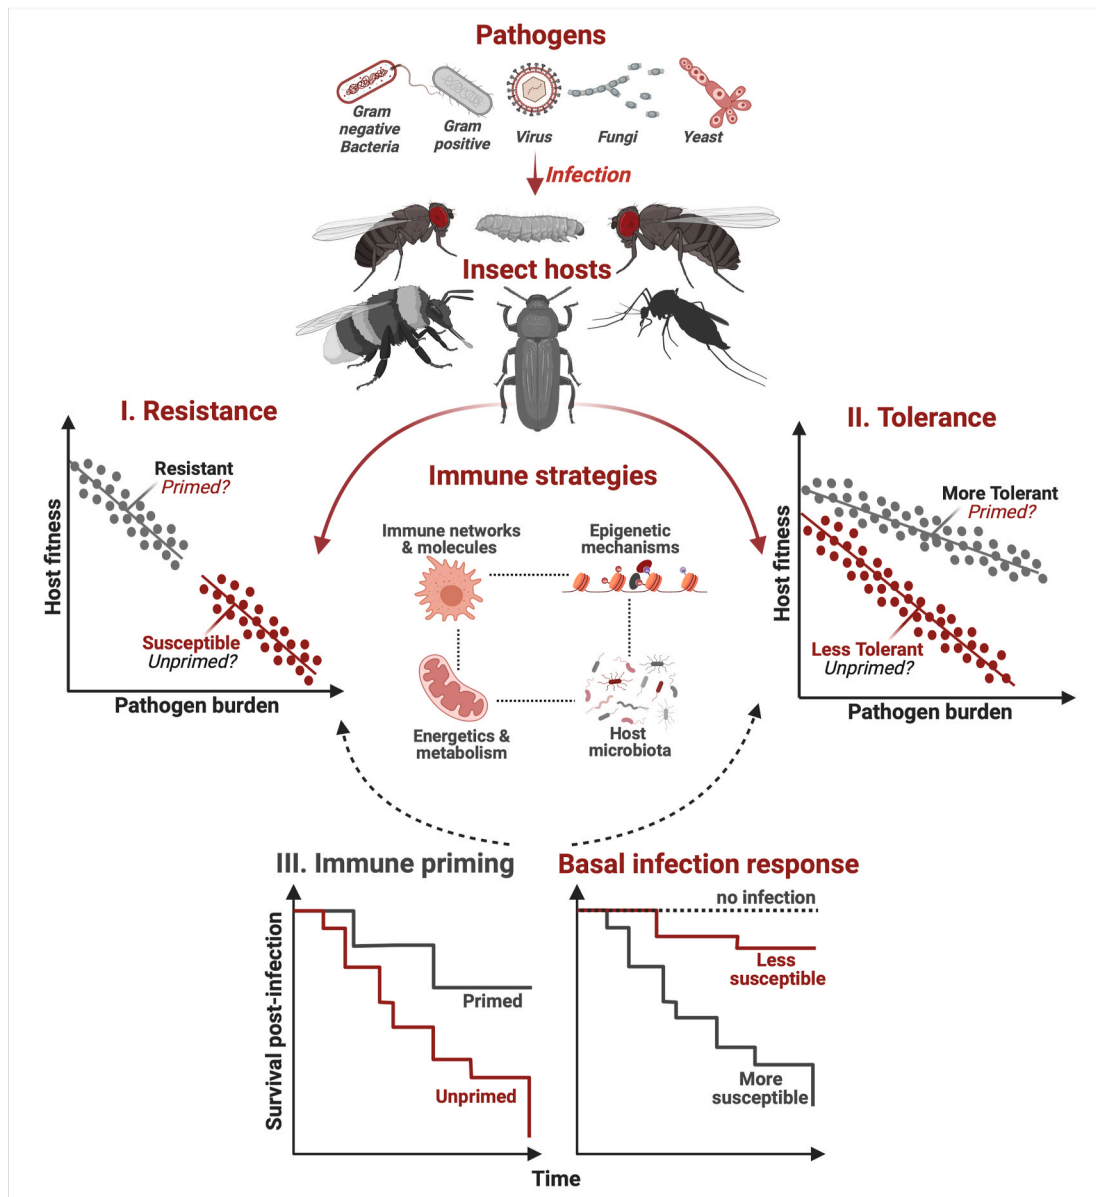 Pathogens
Gram
negative
Bacteria
Gram
positive
Virus
Fungi
Yeast
Infection
Insect hosts
I. Resistance
Host fitness
Resistant
Primed?
Susceptible
Unprimed?
Pathogen burden
Immune strategies
Immune networks
& molecules
Epigenetic
mechanisms
Energetics &
metabolism
Host
microbiota
II. Tolerance
Host fitness
More Tolerant
Primed?
Less Tolerant
Unprimed?
Pathogen burden
III. Immune priming
Survival post-infection
Primed
Unprimed
Basal infection response
no infection
Less
susceptible
More
susceptible
Time